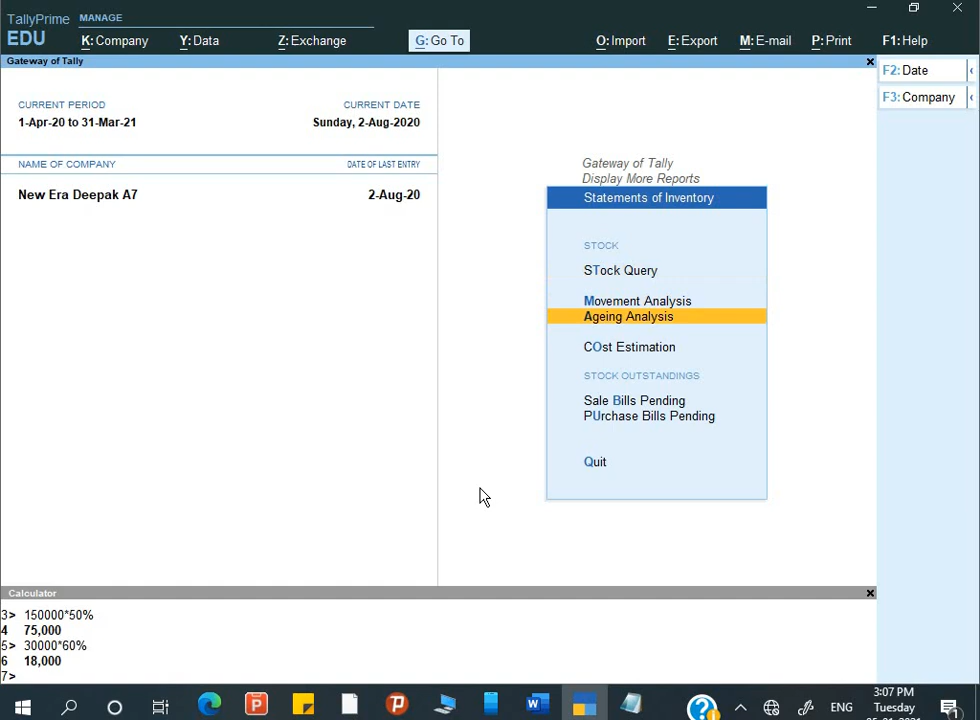 TallyPrime MANAGE
EDU
K: Company Y: Data Z: Exchange G: Go To O: Import E: Export M: E-mail P: Print F1: Help
Gateway of Tally
F2: Date
F3: Company
CURRENT PERIOD CURRENT DATE
1-Apr-20 to 31-Mar-21 Sunday, 2-Aug-2020
NAME OF COMPANY DATE OF LAST ENTRY
New Era Deepak A7 2-Aug-20
Gateway of Tally
Display More Reports
Statements of Inventory
STOCK
STock Query
Movement Analysis
Ageing Analysis
COst Estimation
STOCK OUTSTANDINGS
Sale Bills Pending
PUrchase Bills Pending
Quit
Calculator
3> 150000*50%
4 75,000
5> 30000*60%
6 18,000
7>
ENG
3:07 PM
Tuesday